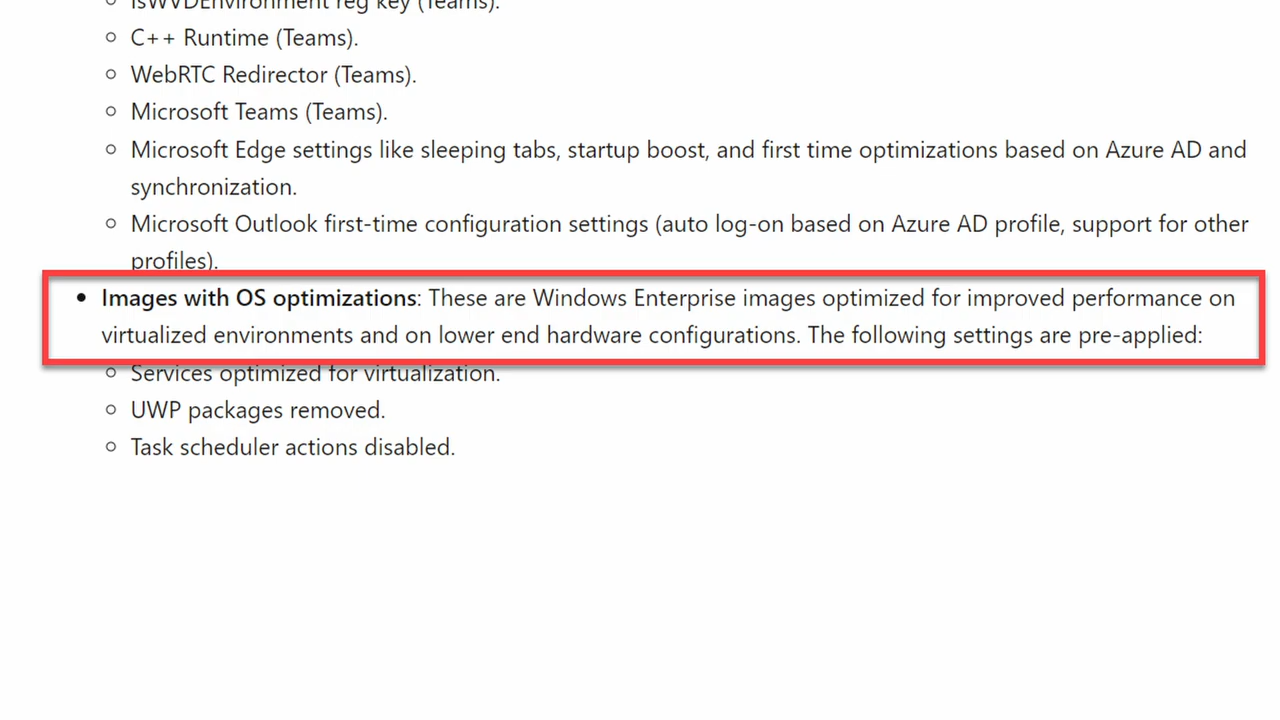 IsWVDEnvironment reg key (Teams).
C++ Runtime (Teams).
WebRTC Redirector (Teams).
Microsoft Teams (Teams).
Microsoft Edge settings like sleeping tabs, startup boost, and first time optimizations based on Azure AD and
synchronization.
Microsoft Outlook first-time configuration settings (auto log-on based on Azure AD profile, support for other
profiles).
Images with OS optimizations: These are Windows Enterprise images optimized for improved performance on
virtualized environments and on lower end hardware configurations. The following settings are pre-applied:
Services optimized for virtualization.
UWP packages removed.
Task scheduler actions disabled.